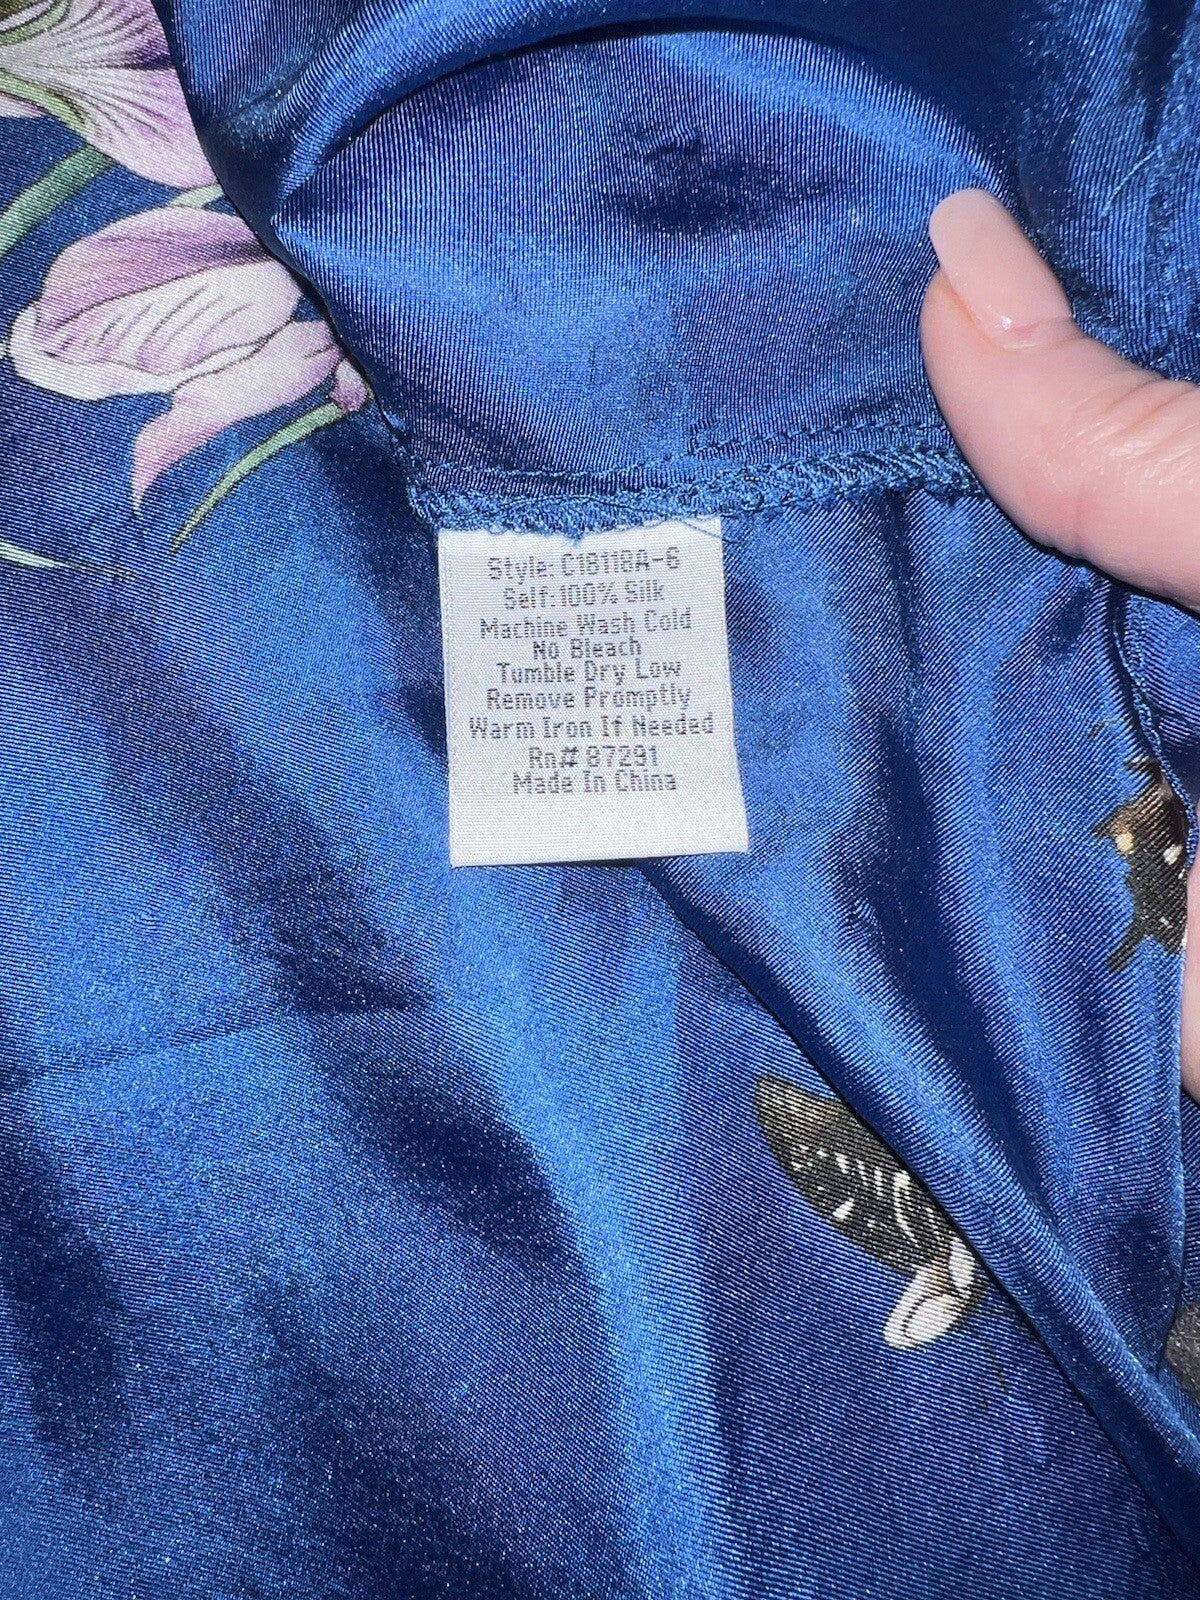 Style: C16118A-6
Self:100% Silk
Machine Wash Cold
No Bleach
Tumble Dry Low
Remove Promptly
Warm Iron If Needed
Rn# 87291
Made In China